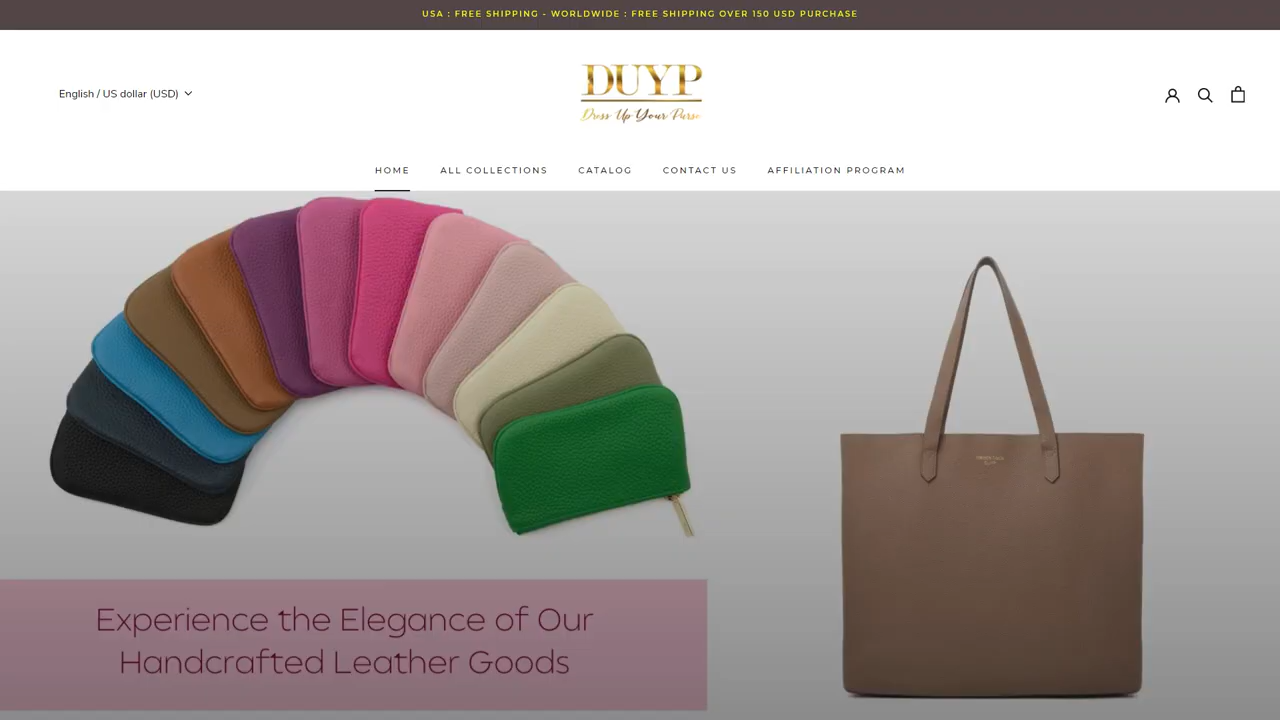 USA : FREE SHIPPING - WORLDWIDE : FREE SHIPPING OVER 150 USD PURCHASE
English / US dollar (USD)
DUYP
Dress Up Your Purse
HOME ALL COLLECTIONS CATALOG CONTACT US AFFILIATION PROGRAM
Experience the Elegance of Our
Handcrafted Leather Goods